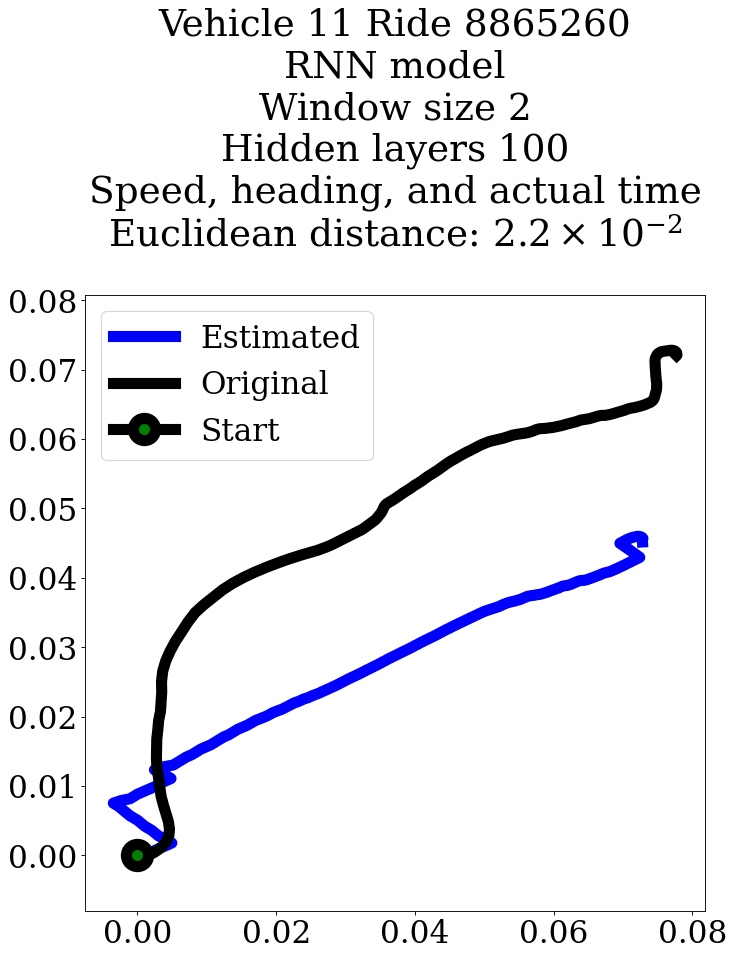 Vehicle 11 Ride 8865260
RNN model
Window size 2
Hidden layers 100
Speed, heading, and actual time
Euclidean distance: 2.2 × 10⁻²
Estimated
Original
Start
0.08
0.07
0.06
0.05
0.04
0.03
0.02
0.01
0.00
0.00 0.02 0.04 0.06 0.08